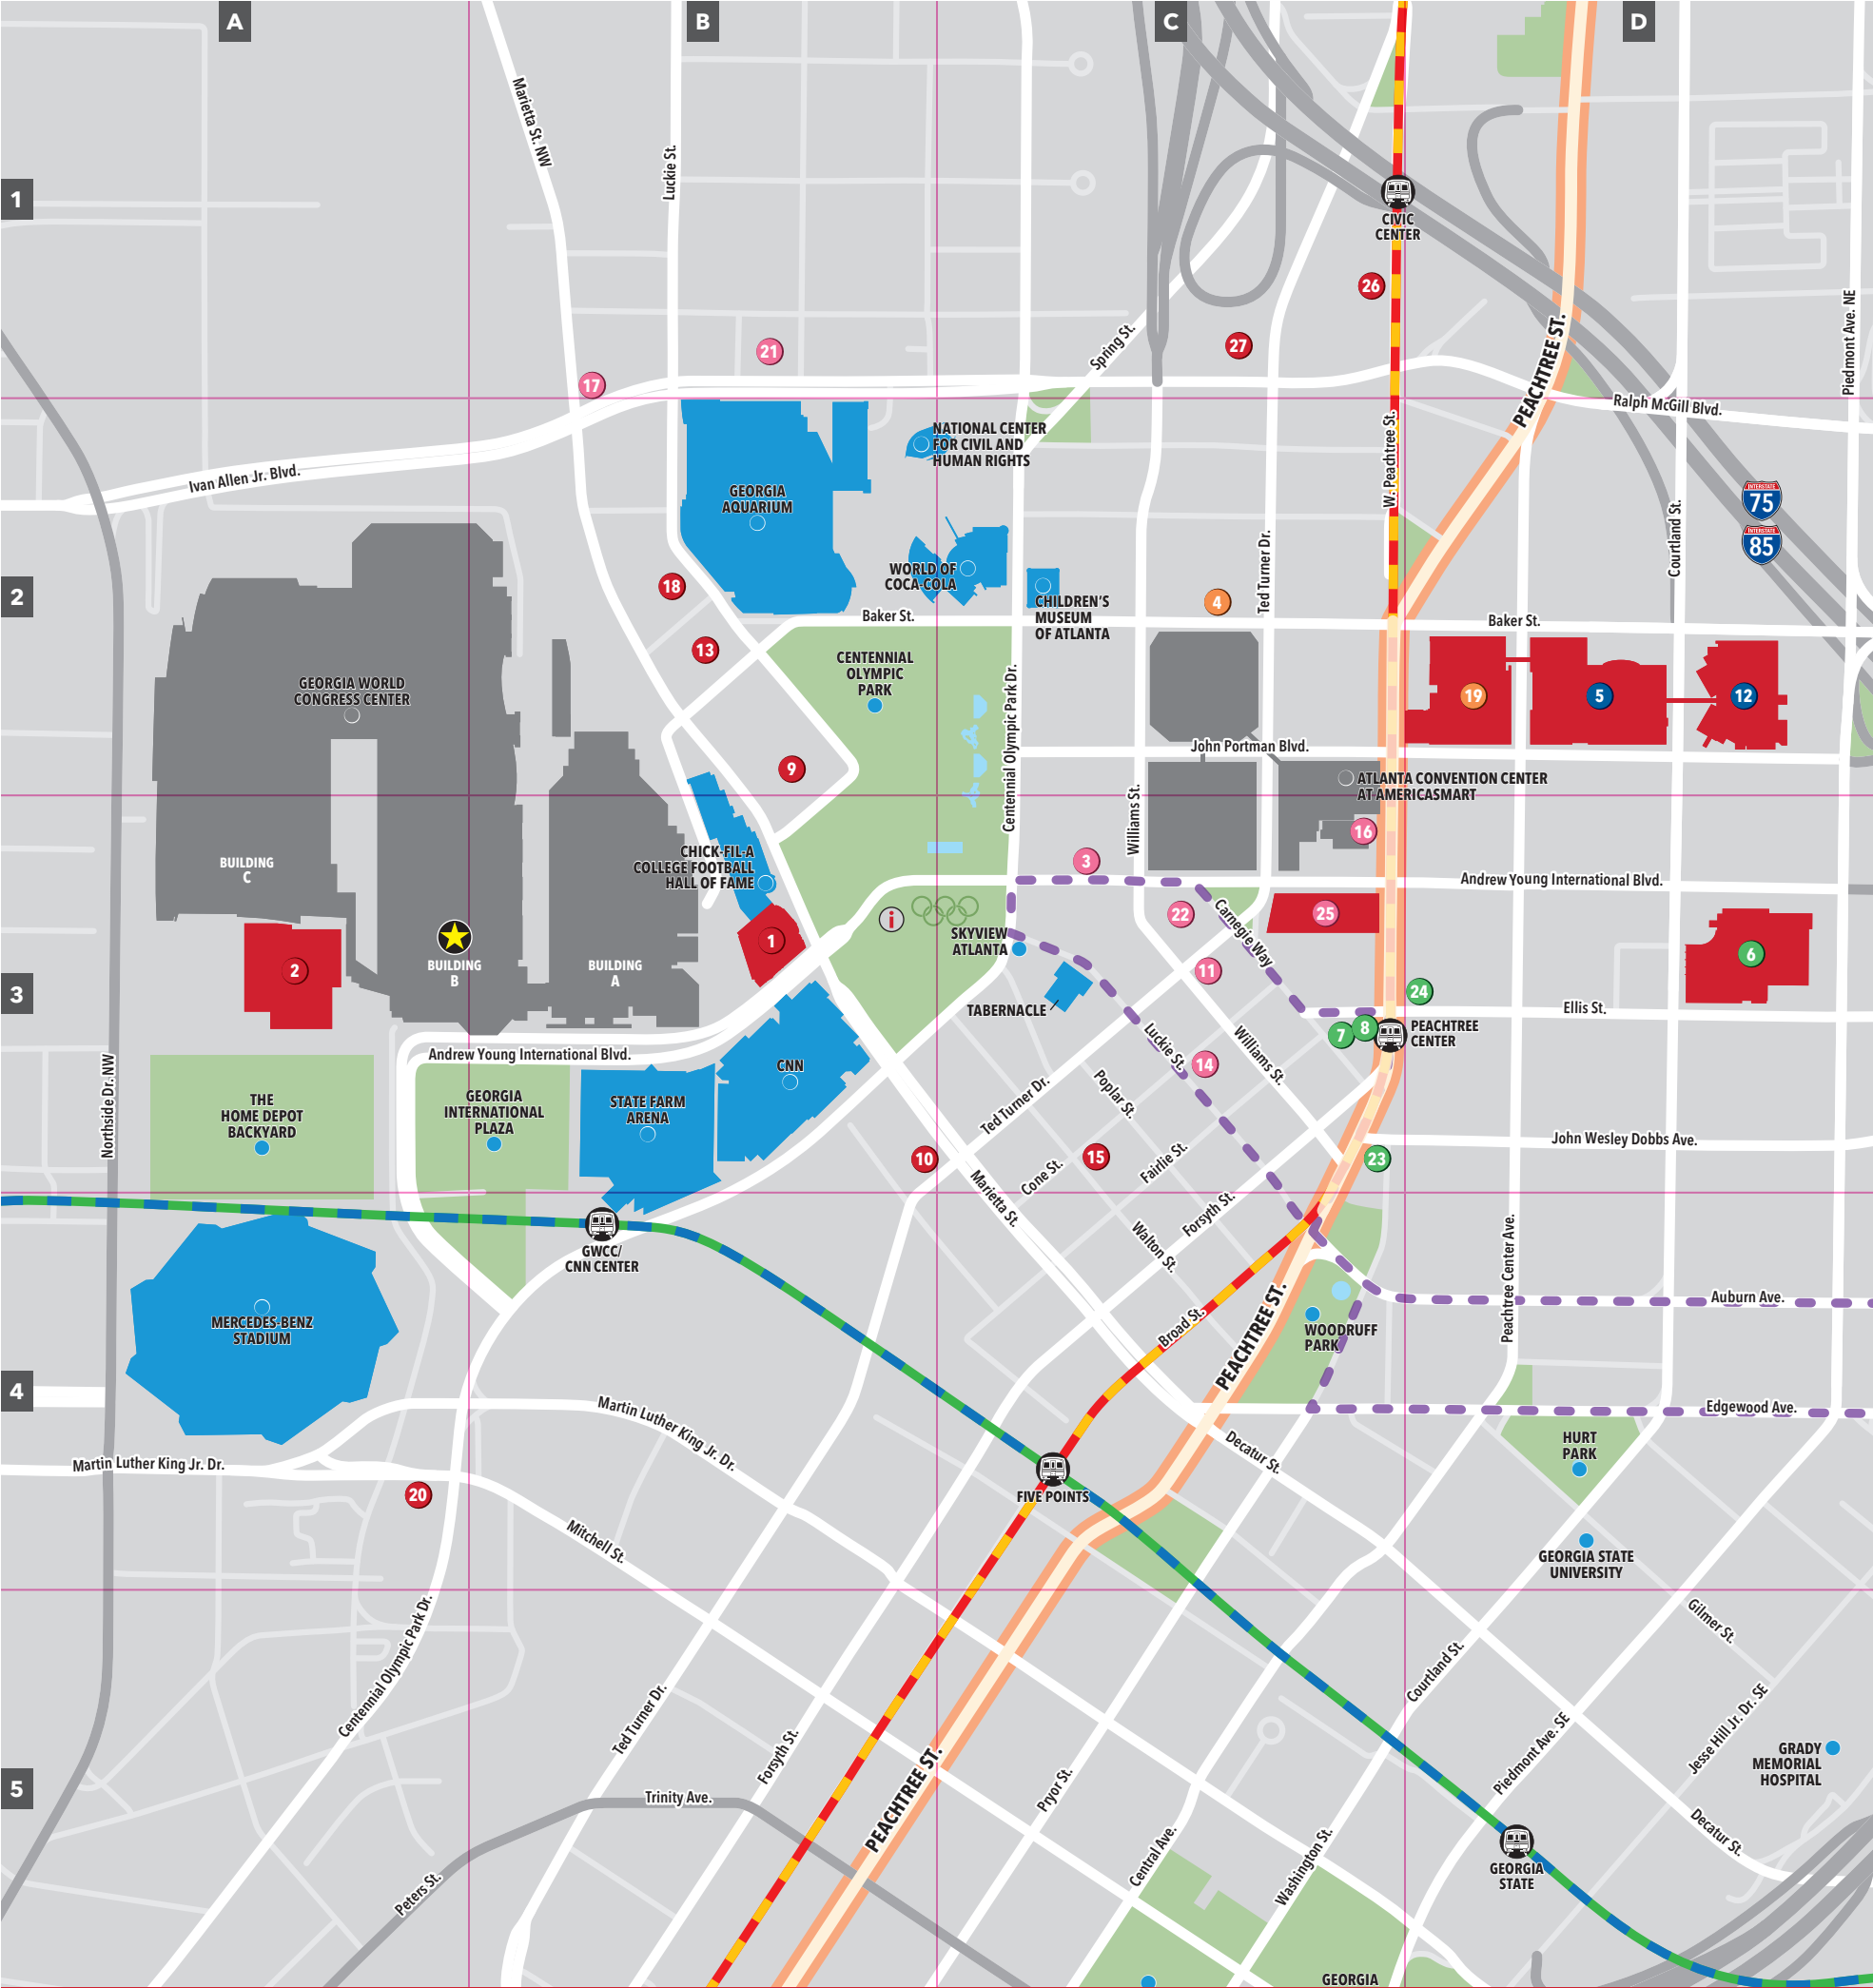 A
B
C
D
1
2
3
4
5
Marietta St. NW
Luckie St.
Spring St.
CIVIC
CENTER
26
27
21
17
PEACHTREE ST.
Piedmont Ave. NE
Ralph McGill Blvd.
Ivan Allen Jr. Blvd.
NATIONAL CENTER
FOR CIVIL AND
HUMAN RIGHTS
GEORGIA
AQUARIUM
WORLD OF
COCA-COLA
CHILDREN'S
MUSEUM
OF ATLANTA
W. Peachtree St.
Ted Turner Dr.
Courtland St.
INTERSTATE
75
INTERSTATE
85
18
4
Baker St.
Baker St.
13
CENTENNIAL
OLYMPIC
PARK
GEORGIA WORLD
CONGRESS CENTER
19
5
12
Centennial Olympic Park Dr.
John Portman Blvd.
9
ATLANTA CONVENTION CENTER
AT AMERICASMART
Williams St.
16
BUILDING
C
CHICK-FIL-A
COLLEGE FOOTBALL
HALL OF FAME
3
Andrew Young International Blvd.
22
25
Carnegie Way
i
SKYVIEW
ATLANTA
1
2
BUILDING
B
BUILDING
A
6
11
24
TABERNACLE
Ellis St.
7
8
PEACHTREE
CENTER
Andrew Young International Blvd.
CNN
Luckie St.
14
Williams St.
Northside Dr. NW
THE
HOME DEPOT
BACKYARD
GEORGIA
INTERNATIONAL
PLAZA
STATE FARM
ARENA
Ted Turner Dr.
Poplar St.
John Wesley Dobbs Ave.
10
15
23
Cone St.
Fairlie St.
Marietta St.
Forsyth St.
Walton St.
GWCC/
CNN CENTER
MERCEDES-BENZ
STADIUM
Broad St.
PEACHTREE ST.
WOODRUFF
PARK
Peachtree Center Ave.
Auburn Ave.
Edgewood Ave.
Martin Luther King Jr. Dr.
Martin Luther King Jr. Dr.
20
Decatur St.
HURT
PARK
FIVE POINTS
Mitchell St.
GEORGIA STATE
UNIVERSITY
Centennial Olympic Park Dr.
Gilmer St.
Courtland St.
Ted Turner Dr.
Forsyth St.
PEACHTREE ST.
Pryor St.
Piedmont Ave. SE
Jesse Hill Jr. Dr. SE
GRADY
MEMORIAL
HOSPITAL
Trinity Ave.
Decatur St.
Peters St.
Central Ave.
Washington St.
GEORGIA
STATE
GEORGIA